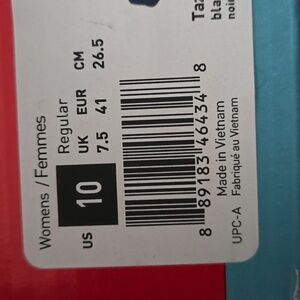 Womens / Femmes
Regular
US UK EUR CM
10 7.5 41 26.5
8 89183 46434 8
UPC-A
Made in Vietnam
Fabriqué au Vietnam